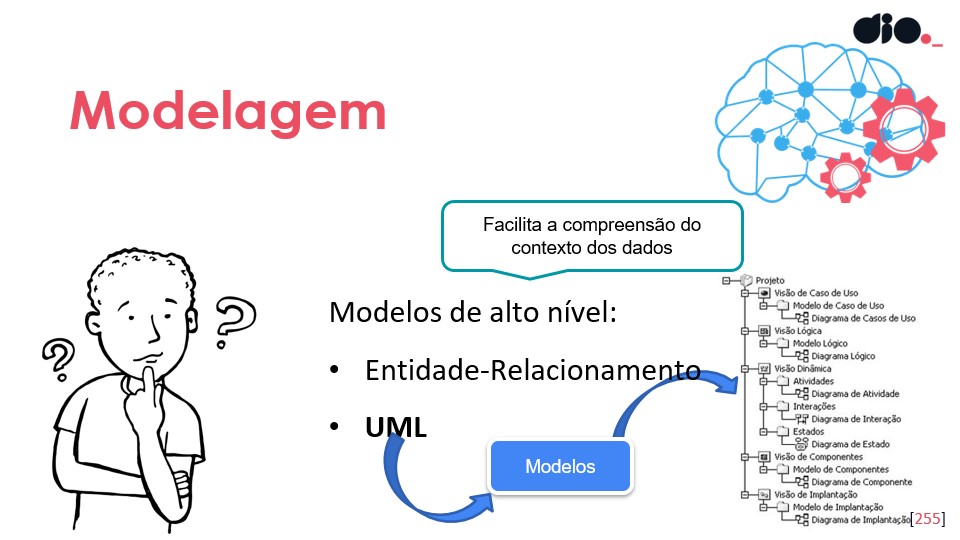 dio._
Modelagem
Facilita a compreensão do
contexto dos dados
Modelos de alto nível:
• Entidade-Relacionamento
• UML
Modelos
Projeto
Visão de Caso de Uso
Modelo de Caso de Uso
Diagrama de Casos de Uso
Visão Lógica
Modelo Lógico
Diagrama Lógico
Visão Dinâmica
Atividades
Diagrama de Atividade
Interações
Diagrama de Interação
Estados
Diagrama de Estado
Visão de Componentes
Modelo de Componentes
Diagrama de Componente
Visão de Implantação
Modelo de Implantação
Diagrama de Implantação
[255]
? ?